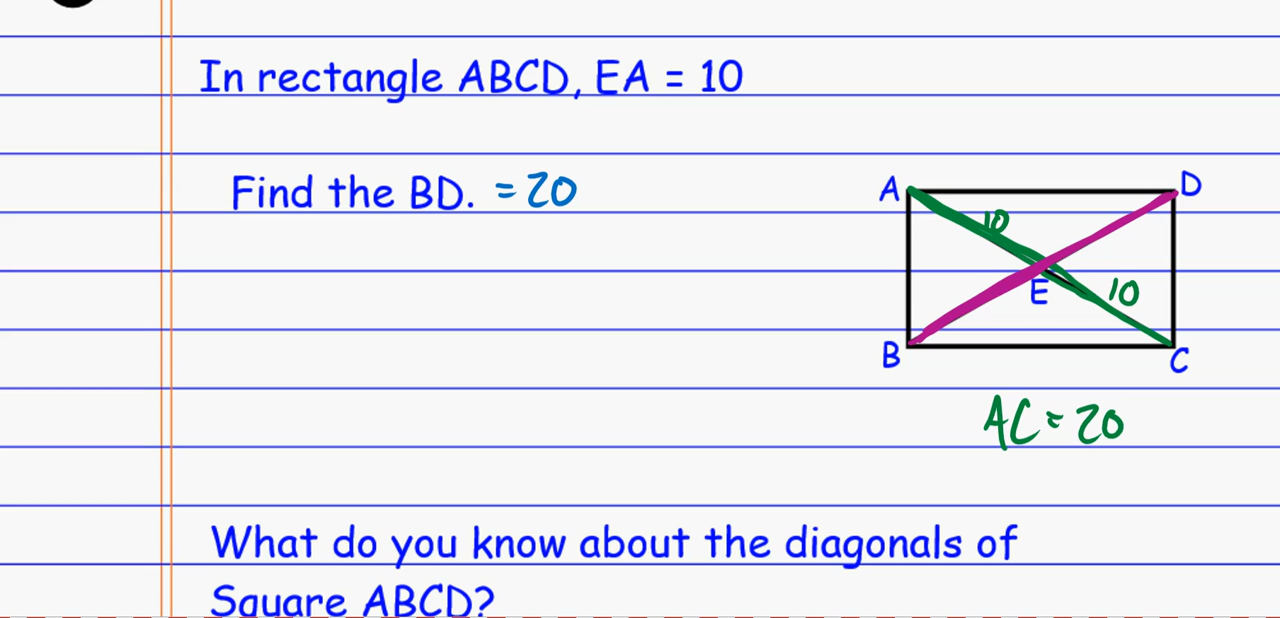 In rectangle ABCD, EA = 10
Find the BD. = 20
A
D
10
E
10
B
C
AC = 20
What do you know about the diagonals of
Square ABCD?